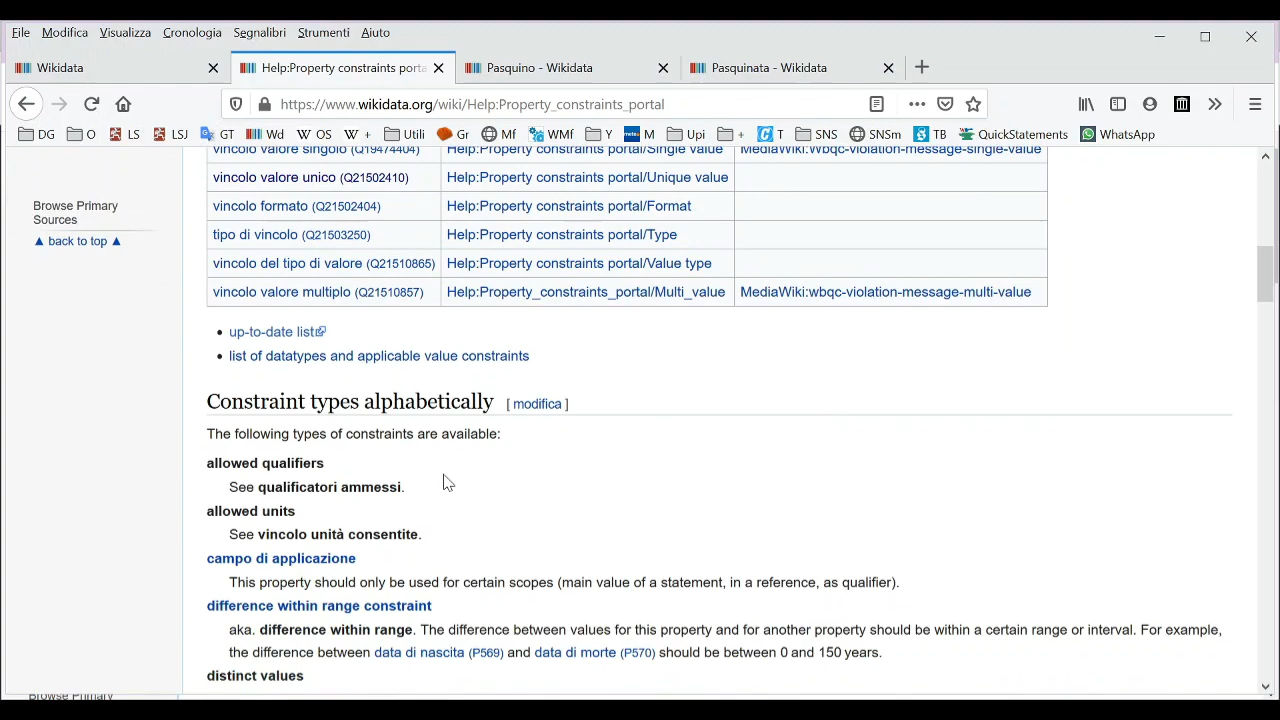 File Modifica Visualizza Cronologia Segnalibri Strumenti Aiuto
Wikidata Help:Property constraints porta Pasquino - Wikidata Pasquinata - Wikidata
https://www.wikidata.org/wiki/Help:Property_constraints_portal
DG O LS LSJ GT Wd OS + Utili Gr Mf WMf Y M Upi + T SNS SNSm TB QuickStatements WhatsApp
vincolo valore singolo (Q19474404) Help:Property constraints portal/Single value MediaWiki:Wbqc-violation-message-single-value
vincolo valore unico (Q21502410) Help:Property constraints portal/Unique value
vincolo formato (Q21502404) Help:Property constraints portal/Format
tipo di vincolo (Q21503250) Help:Property constraints portal/Type
vincolo del tipo di valore (Q21510865) Help:Property constraints portal/Value type
vincolo valore multiplo (Q21510857) Help:Property_constraints_portal/Multi_value MediaWiki:wbqc-violation-message-multi-value
Browse Primary
Sources
▲ back to top ▲
• up-to-date list
• list of datatypes and applicable value constraints
Constraint types alphabetically [ modifica ]
The following types of constraints are available:
allowed qualifiers
See qualificatori ammessi.
allowed units
See vincolo unità consentite.
campo di applicazione
This property should only be used for certain scopes (main value of a statement, in a reference, as qualifier).
difference within range constraint
aka. difference within range. The difference between values for this property and for another property should be within a certain range or interval. For example,
the difference between data di nascita (P569) and data di morte (P570) should be between 0 and 150 years.
distinct values
Browse Primary